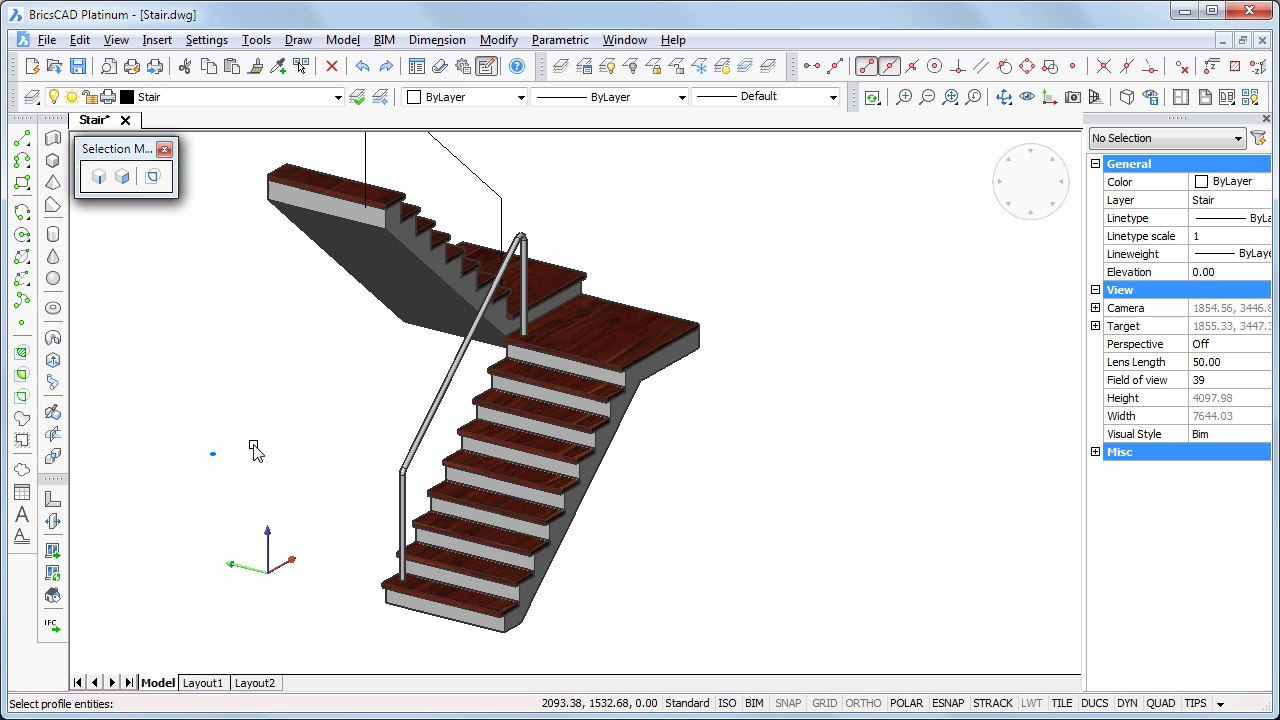 BricsCAD Platinum - [Stair.dwg]
File Edit View Insert Settings Tools Draw Model BIM Dimension Modify Parametric Window Help
Stair ByLayer ByLayer Default
Stair*
Selection M...
No Selection
General
Color ByLayer
Layer Stair
Linetype ByLa
Linetype scale 1
Lineweight ByLaye
Elevation 0.00
View
Camera 1854.56, 3446.8
Target 1855.33, 3447.3
Perspective Off
Lens Length 50.00
Field of view 39
Height 4097.98
Width 7644.03
Visual Style Bim
Misc
A
A
IFC
Model Layout1 Layout2
Select profile entities: 2093.38, 1532.68, 0.00 Standard ISO BIM SNAP GRID ORTHO POLAR ESNAP STRACK LWT TILE DUCS DYN QUAD TIPS